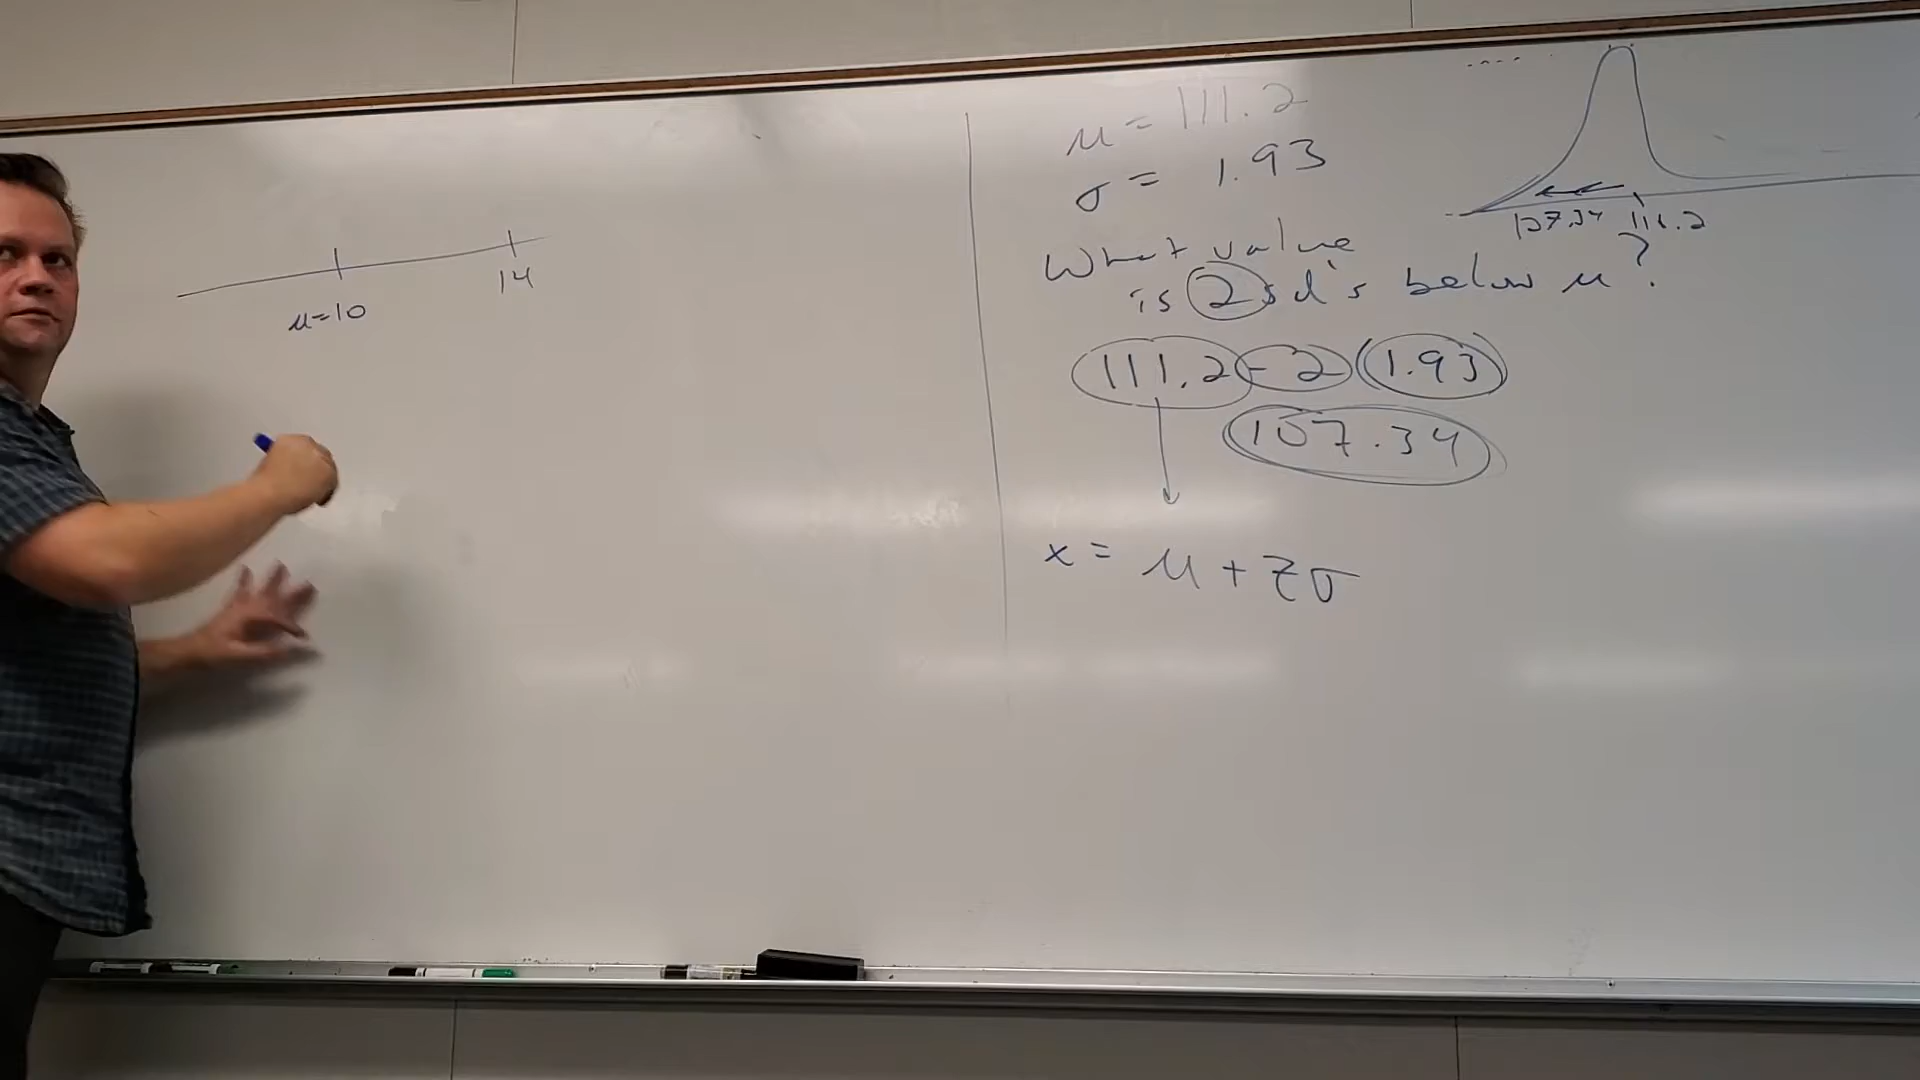 μ=10
14
μ = 111.2
σ = 1.93
107.34 111.2
What value
is 2 sd's below μ?
111.2 - 2 (1.93)
107.34
x = μ + zσ